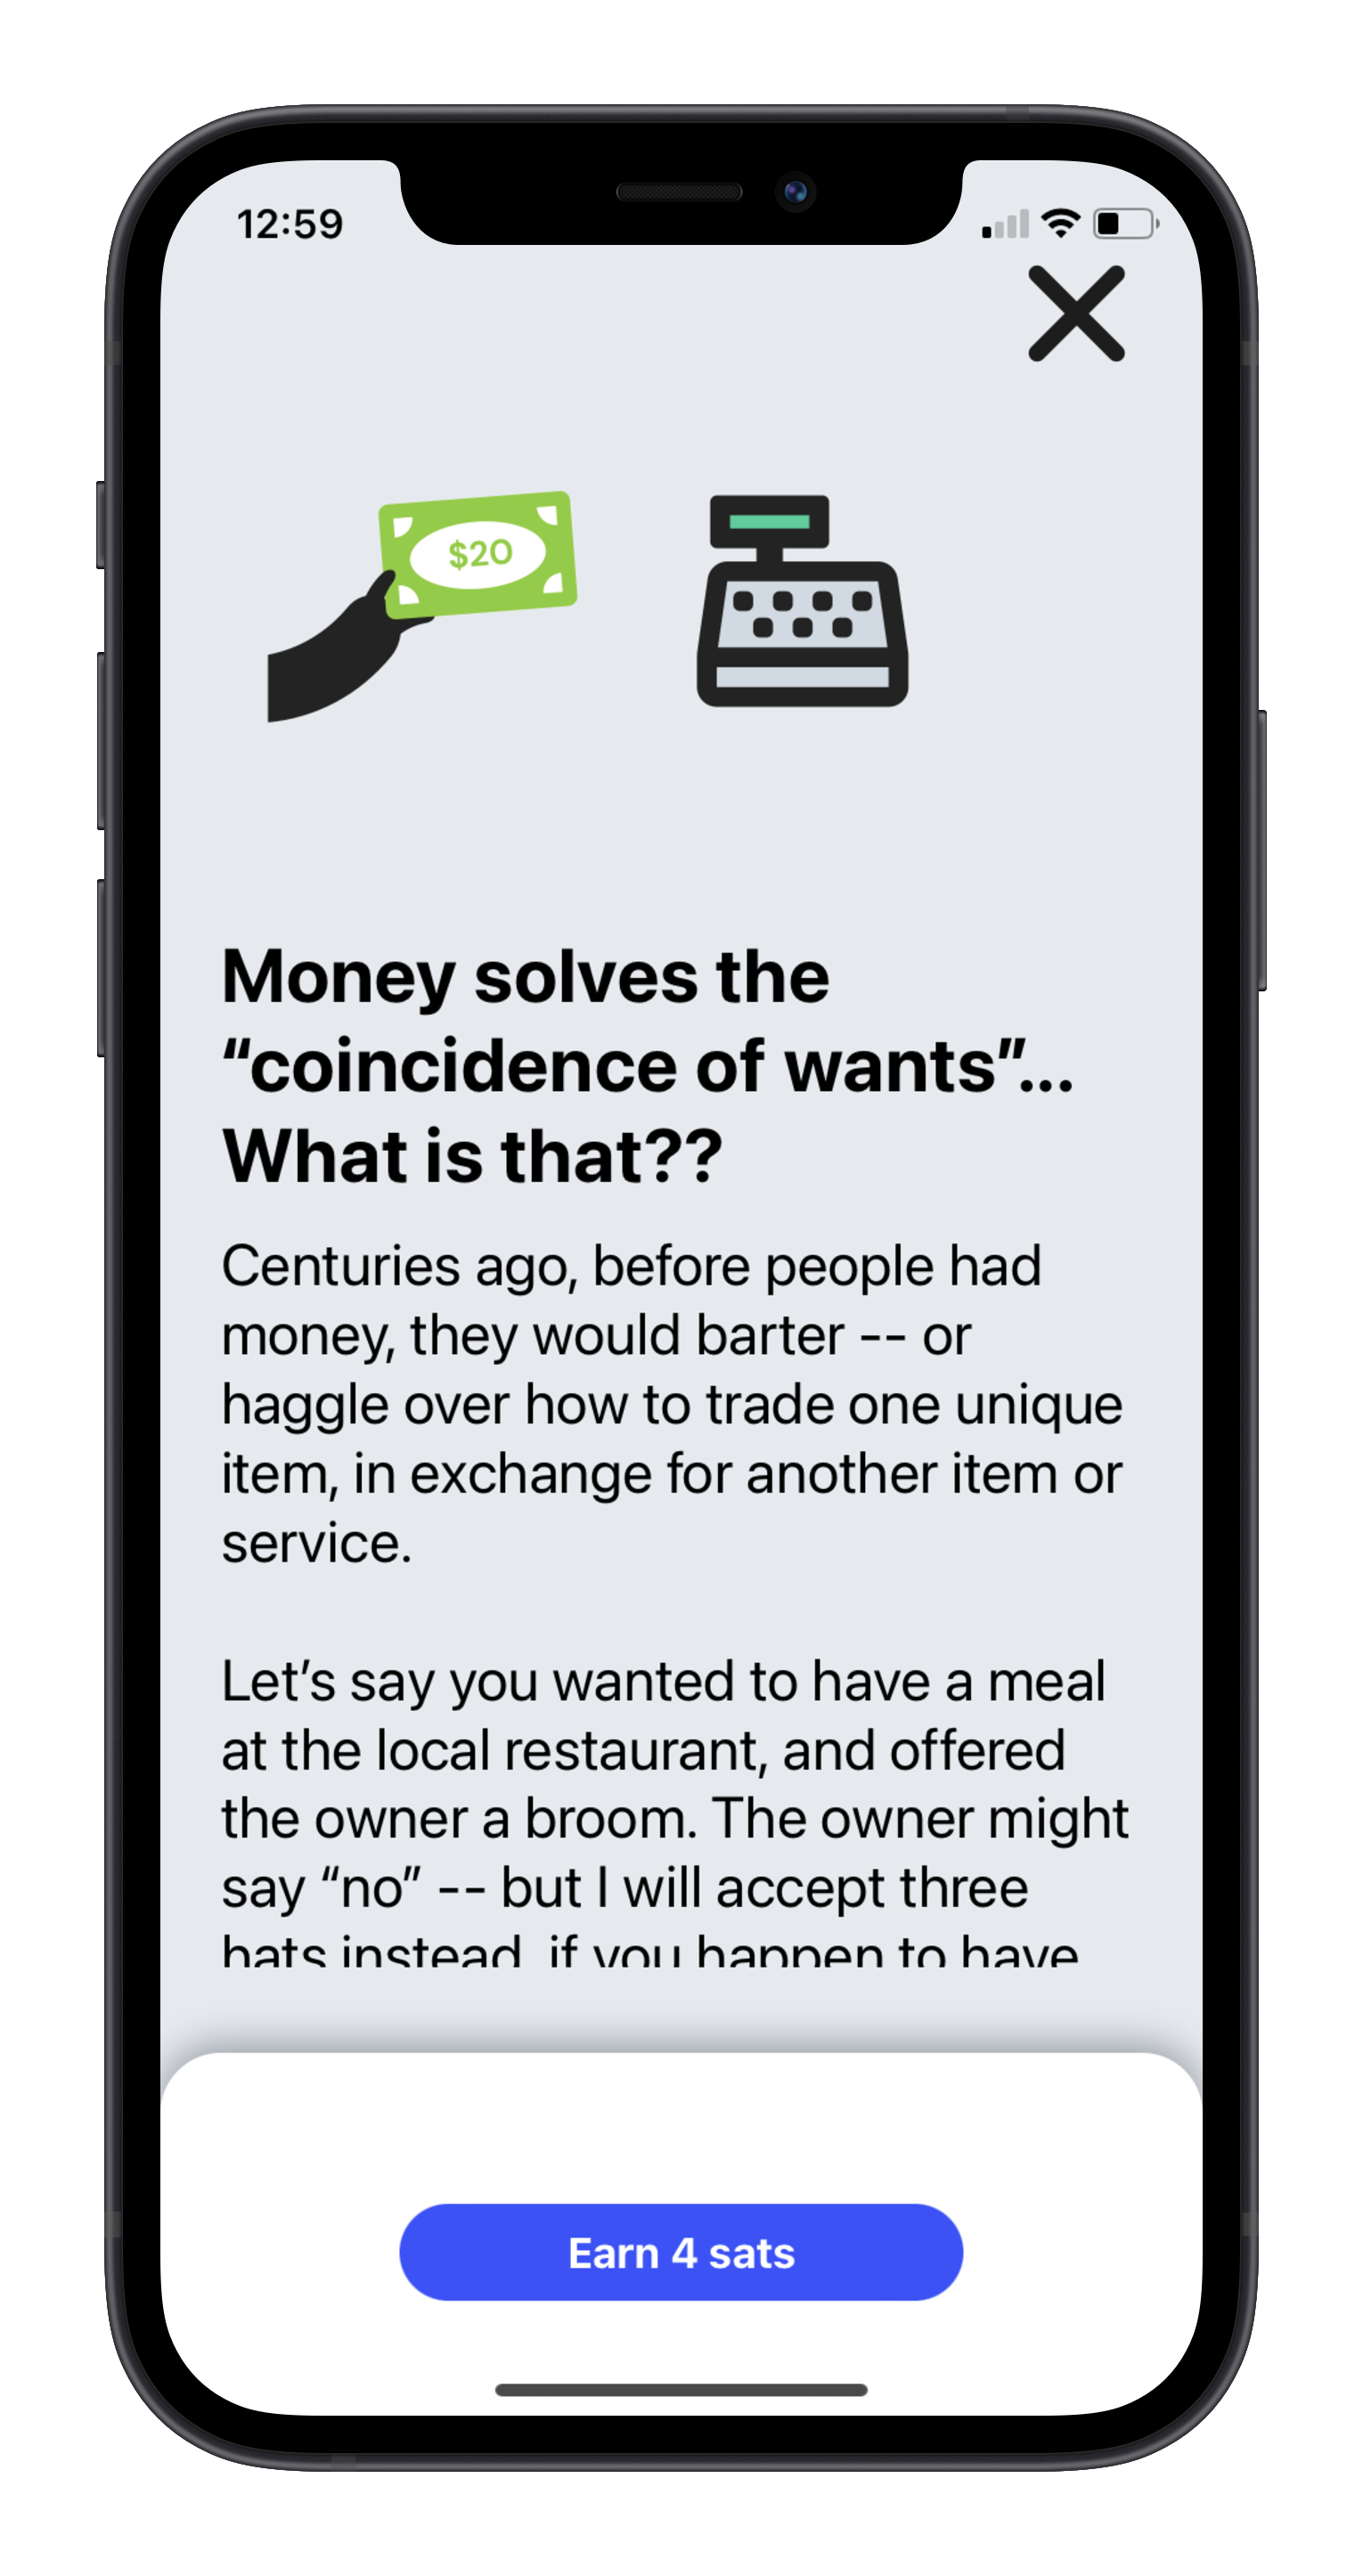 12:59
$20
Money solves the
“coincidence of wants”...
What is that??
Centuries ago, before people had
money, they would barter -- or
haggle over how to trade one unique
item, in exchange for another item or
service.
Let’s say you wanted to have a meal
at the local restaurant, and offered
the owner a broom. The owner might
say “no” -- but I will accept three
hats instead, if you happen to have
Earn 4 sats